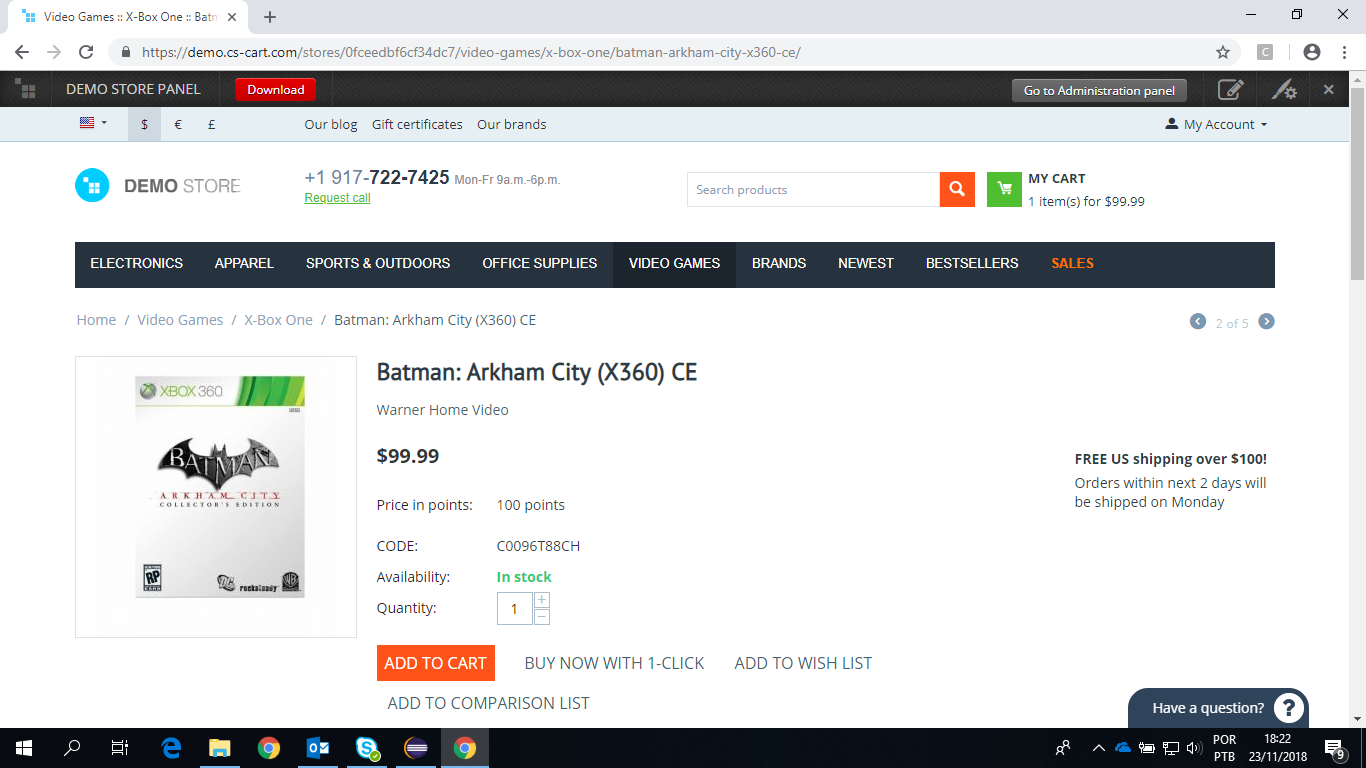 Video Games :: X-Box One :: Batm
https://demo.cs-cart.com/stores/0fceedbf6cf34dc7/video-games/x-box-one/batman-arkham-city-x360-ce/
DEMO STORE PANEL Download Go to Administration panel
$ € £ Our blog Gift certificates Our brands My Account
DEMO STORE
+1 917-722-7425 Mon-Fr 9a.m.-6p.m.
Request call
Search products
MY CART
1 item(s) for $99.99
ELECTRONICS APPAREL SPORTS & OUTDOORS OFFICE SUPPLIES VIDEO GAMES BRANDS NEWEST BESTSELLERS SALES
Home / Video Games / X-Box One / Batman: Arkham City (X360) CE
2 of 5
XBOX 360
BATMAN
ARKHAM CITY
COLLECTOR'S EDITION
RP
rocksteady
Batman: Arkham City (X360) CE
Warner Home Video
$99.99
Price in points: 100 points
CODE: C0096T88CH
Availability: In stock
Quantity: 1 + −
ADD TO CART BUY NOW WITH 1-CLICK ADD TO WISH LIST
ADD TO COMPARISON LIST
FREE US shipping over $100!
Orders within next 2 days will
be shipped on Monday
Have a question? ?
POR
PTB
18:22
23/11/2018
9